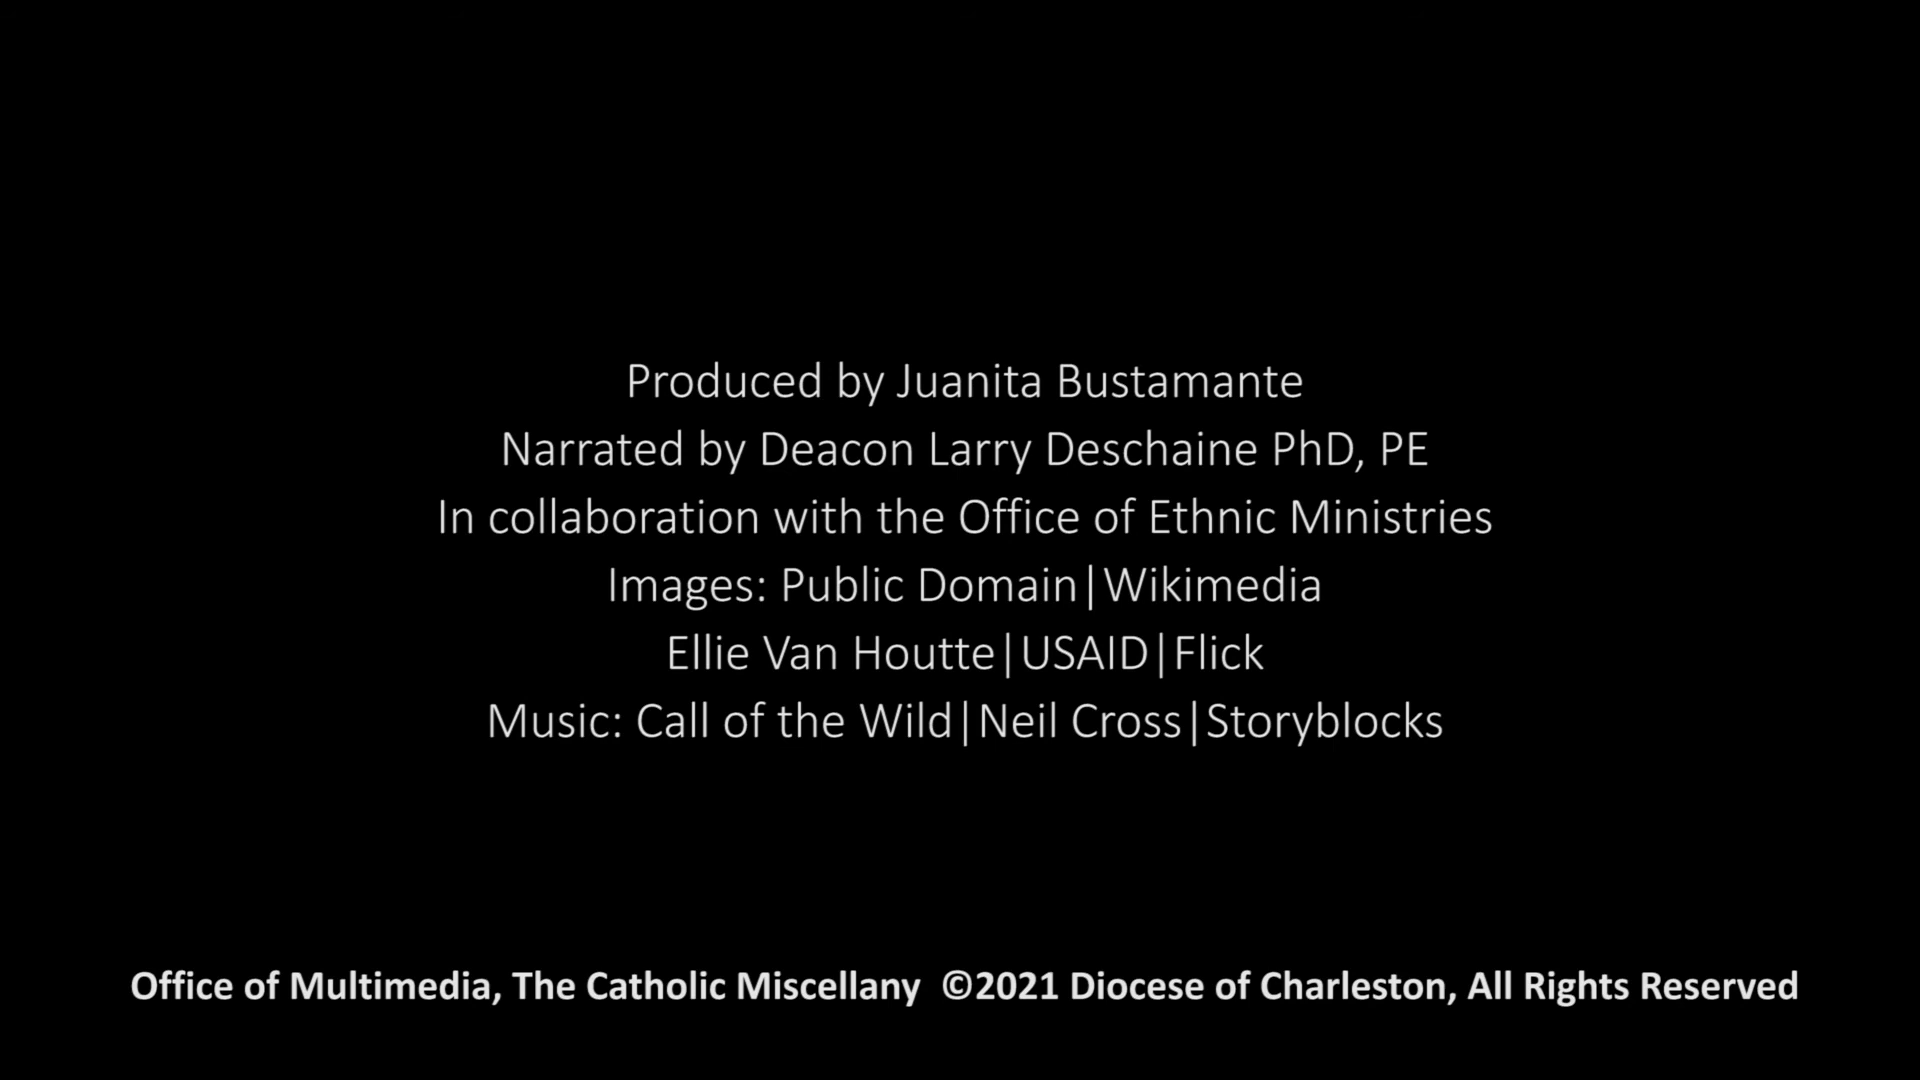 Produced by Juanita Bustamante
Narrated by Deacon Larry Deschaine PhD, PE
In collaboration with the Office of Ethnic Ministries
Images: Public Domain|Wikimedia
Ellie Van Houtte|USAID|Flick
Music: Call of the Wild|Neil Cross|Storyblocks
Office of Multimedia, The Catholic Miscellany ©2021 Diocese of Charleston, All Rights Reserved